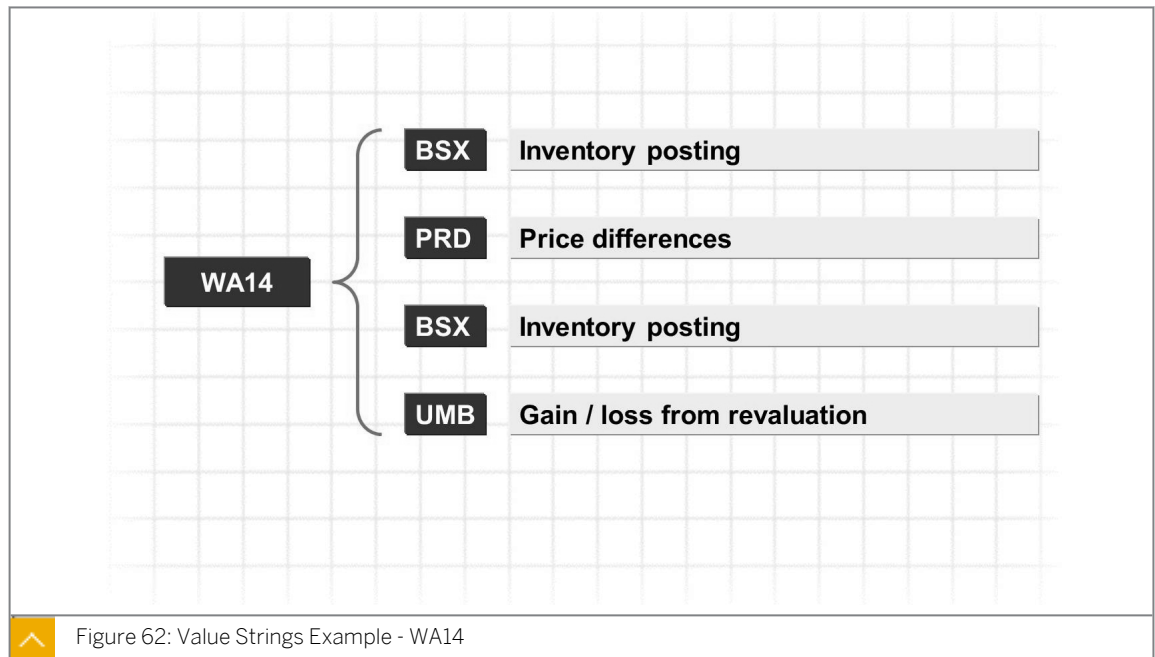 BSX Inventory posting
PRD Price differences
WA14
BSX Inventory posting
UMB Gain / loss from revaluation
Figure 62: Value Strings Example - WA14